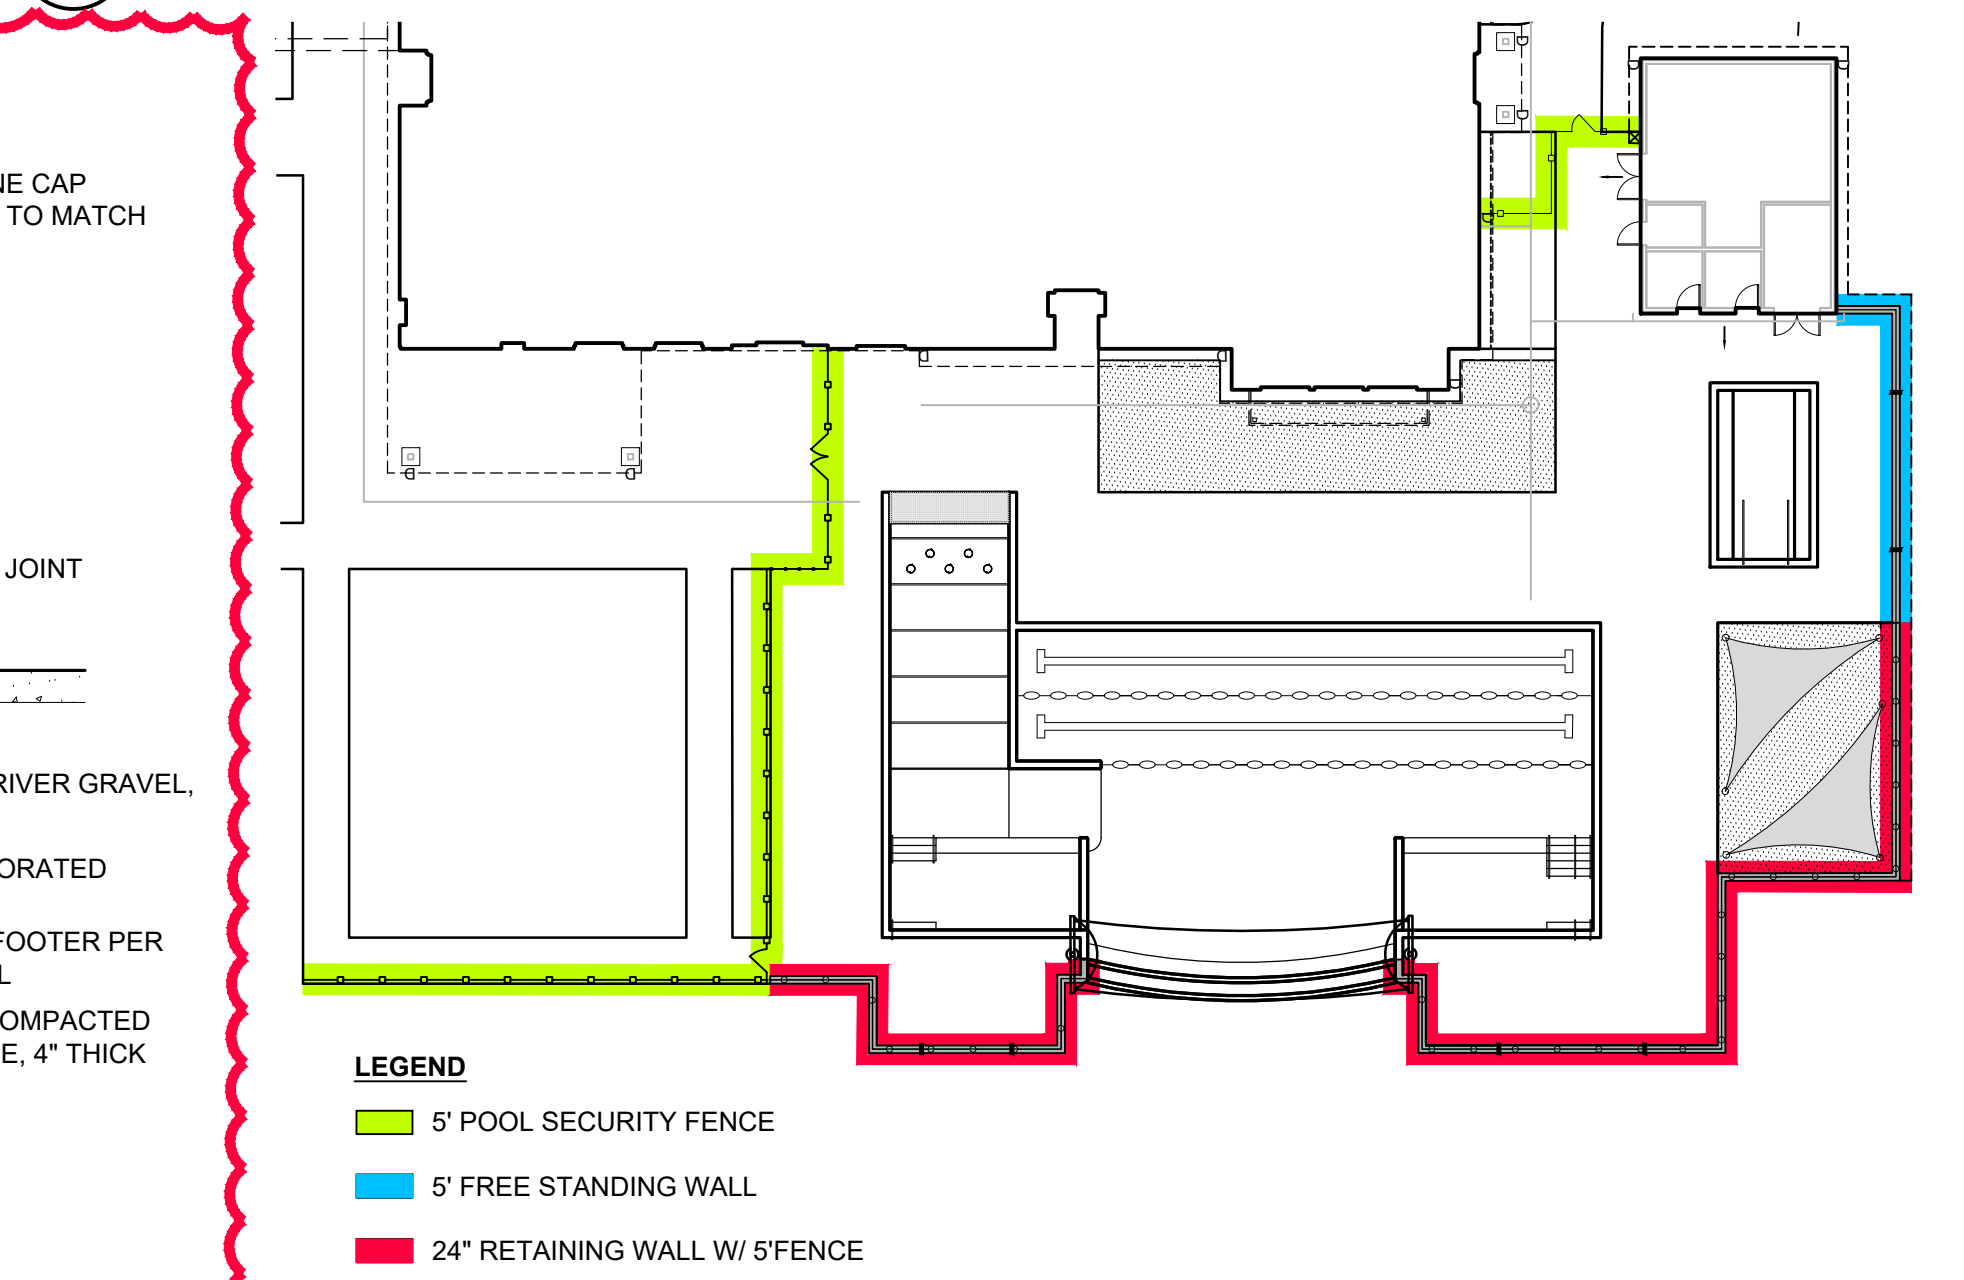 NE CAP
TO MATCH
JOINT
RIVER GRAVEL,
ORATED
FOOTER PER
L
OMPACTED
E, 4" THICK
LEGEND
5' POOL SECURITY FENCE
5' FREE STANDING WALL
24" RETAINING WALL W/ 5'FENCE